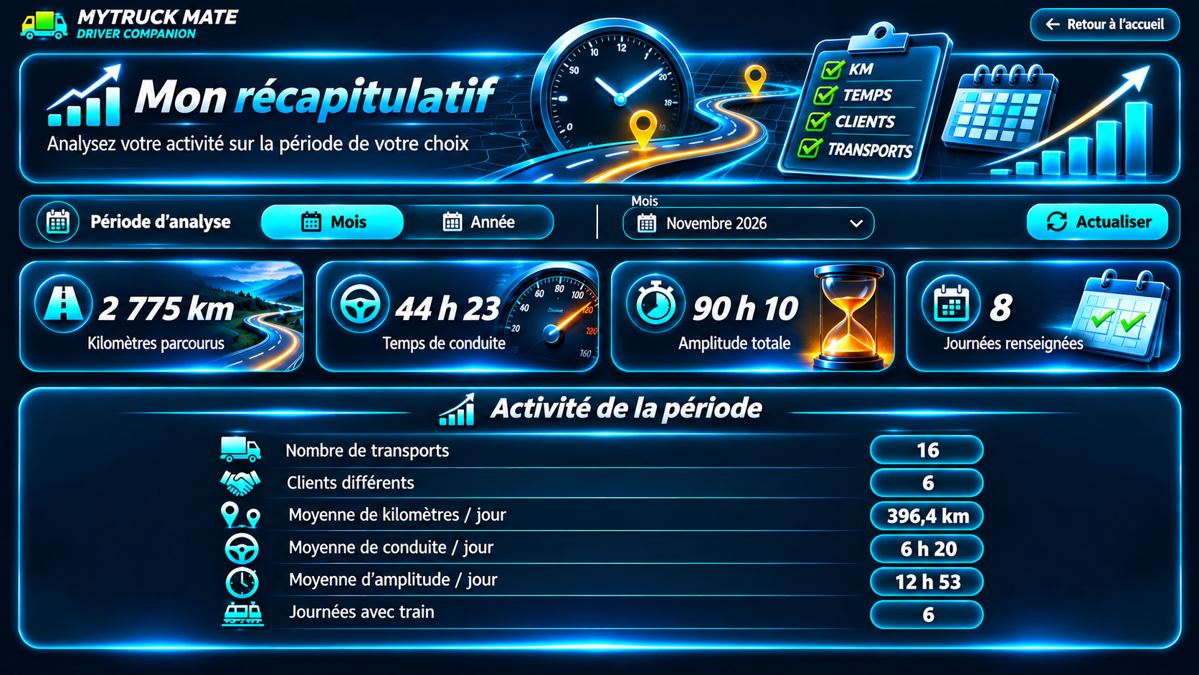 MYTRUCK MATE
DRIVER COMPANION
← Retour à l'accueil
Mon récapitulatif
Analysez votre activité sur la période de votre choix
KM
TEMPS
CLIENTS
TRANSPORTS
Période d'analyse
Mois
Année
Mois
Novembre 2026
Actualiser
2 775 km
Kilomètres parcourus
44 h 23
Temps de conduite
90 h 10
Amplitude totale
8
Journées renseignées
Activité de la période
Nombre de transports 16
Clients différents 6
Moyenne de kilomètres / jour 396,4 km
Moyenne de conduite / jour 6 h 20
Moyenne d'amplitude / jour 12 h 53
Journées avec train 6